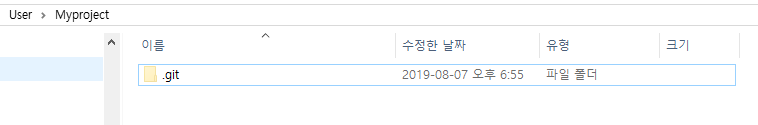 User > Myproject
이름 수정한 날짜 유형 크기
.git 2019-08-07 오후 6:55 파일 폴더